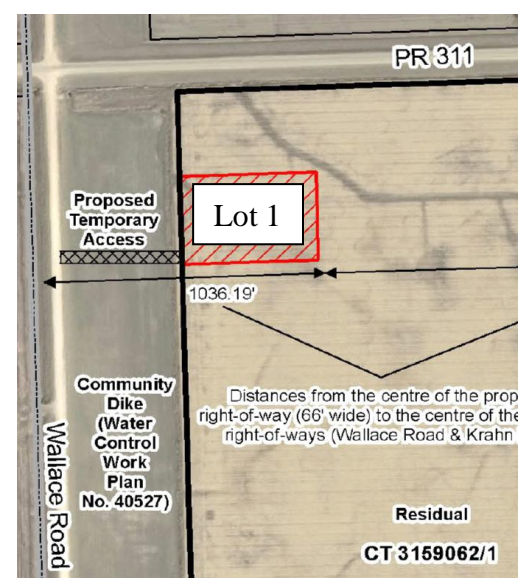 PR 311
Proposed
Temporary
Access
Lot 1
1036.19'
Community
Dike
(Water
Control
Work
Plan
No. 40527)
Wallace Road
Distances from the centre of the prop
right-of-way (66' wide) to the centre of the
right-of-ways (Wallace Road & Krahn
Residual
CT 3159062/1